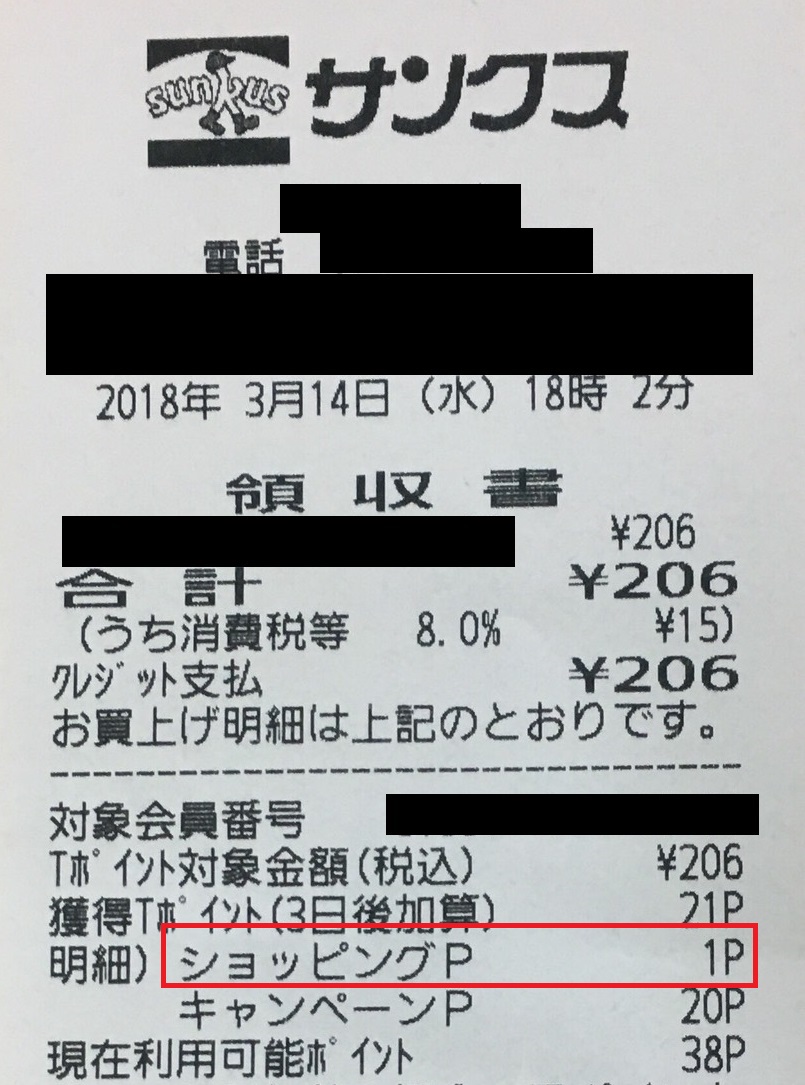 sunkus サンクス
電話
2018年 3月14日（水）18時 2分
領 収 書
¥206
合 計 ¥206
（うち消費税等 8.0% ¥15）
ｸﾚｼﾞｯﾄ支払 ¥206
お買上げ明細は上記のとおりです。
対象会員番号
Tﾎﾟｲﾝﾄ対象金額(税込) ¥206
獲得Tﾎﾟｲﾝﾄ(3日後加算) 21P
明細) ショッピングP 1P
キャンペーンP 20P
現在利用可能ﾎﾟｲﾝﾄ 38P